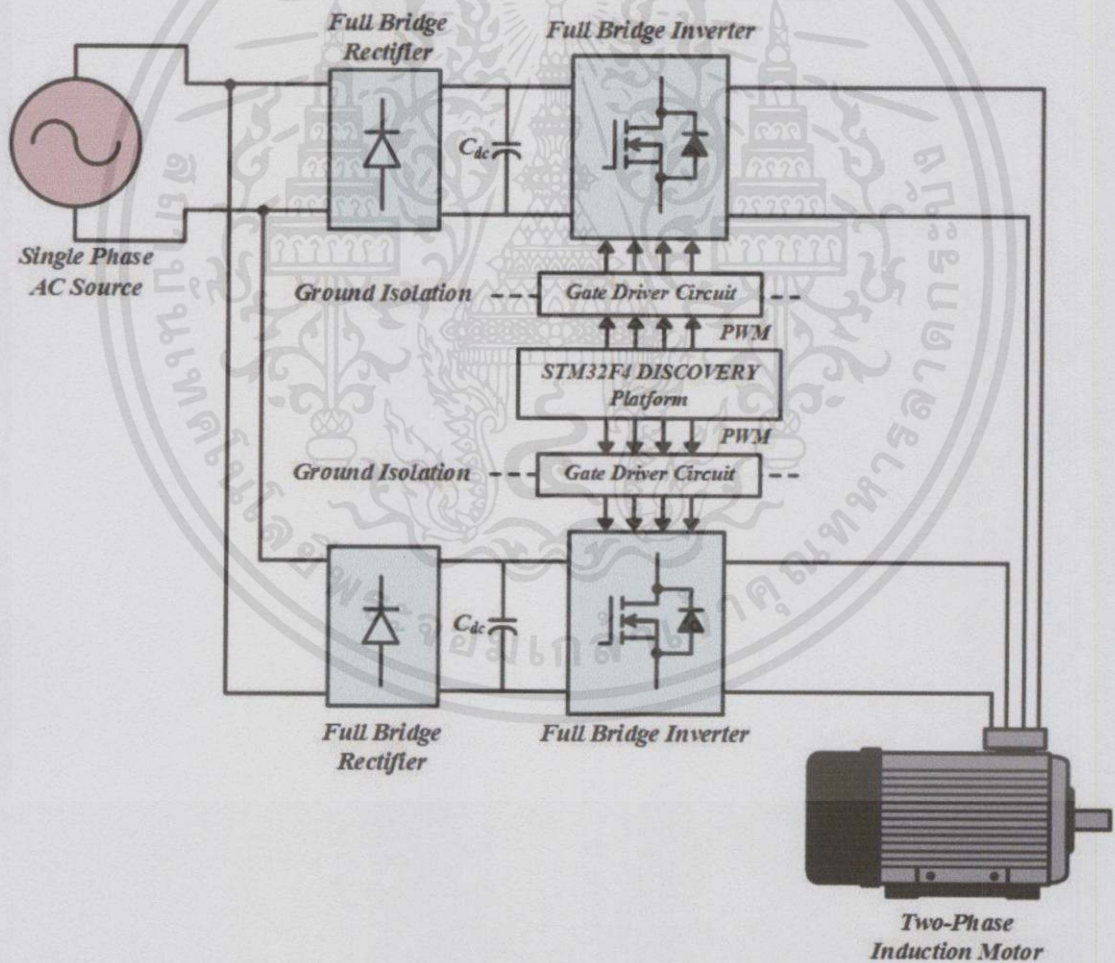 Full Bridge
Rectifier
Full Bridge Inverter
Cdc
Single Phase
AC Source
Ground Isolation
Gate Driver Circuit
PWM
STM32F4 DISCOVERY
Platform
PWM
Ground Isolation
Gate Driver Circuit
Cdc
Full Bridge
Rectifier
Full Bridge Inverter
Two-Phase
Induction Motor